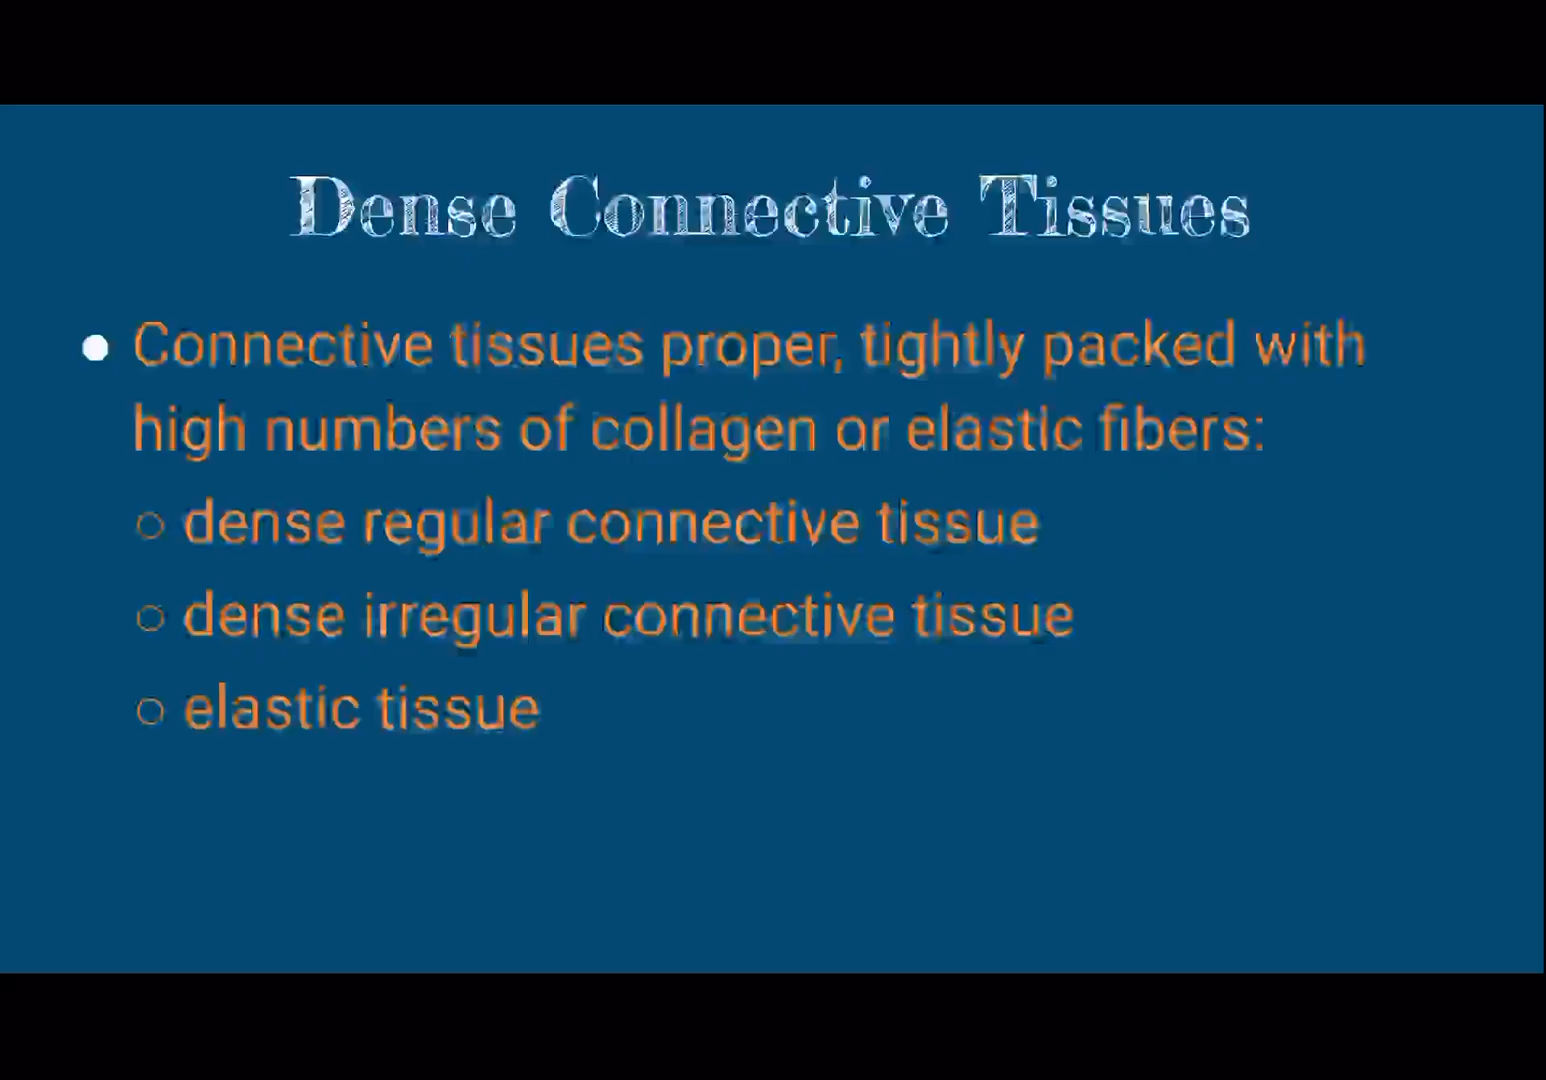 Dense Connective Tissues
● Connective tissues proper, tightly packed with
high numbers of collagen or elastic fibers:
○ dense regular connective tissue
○ dense irregular connective tissue
○ elastic tissue